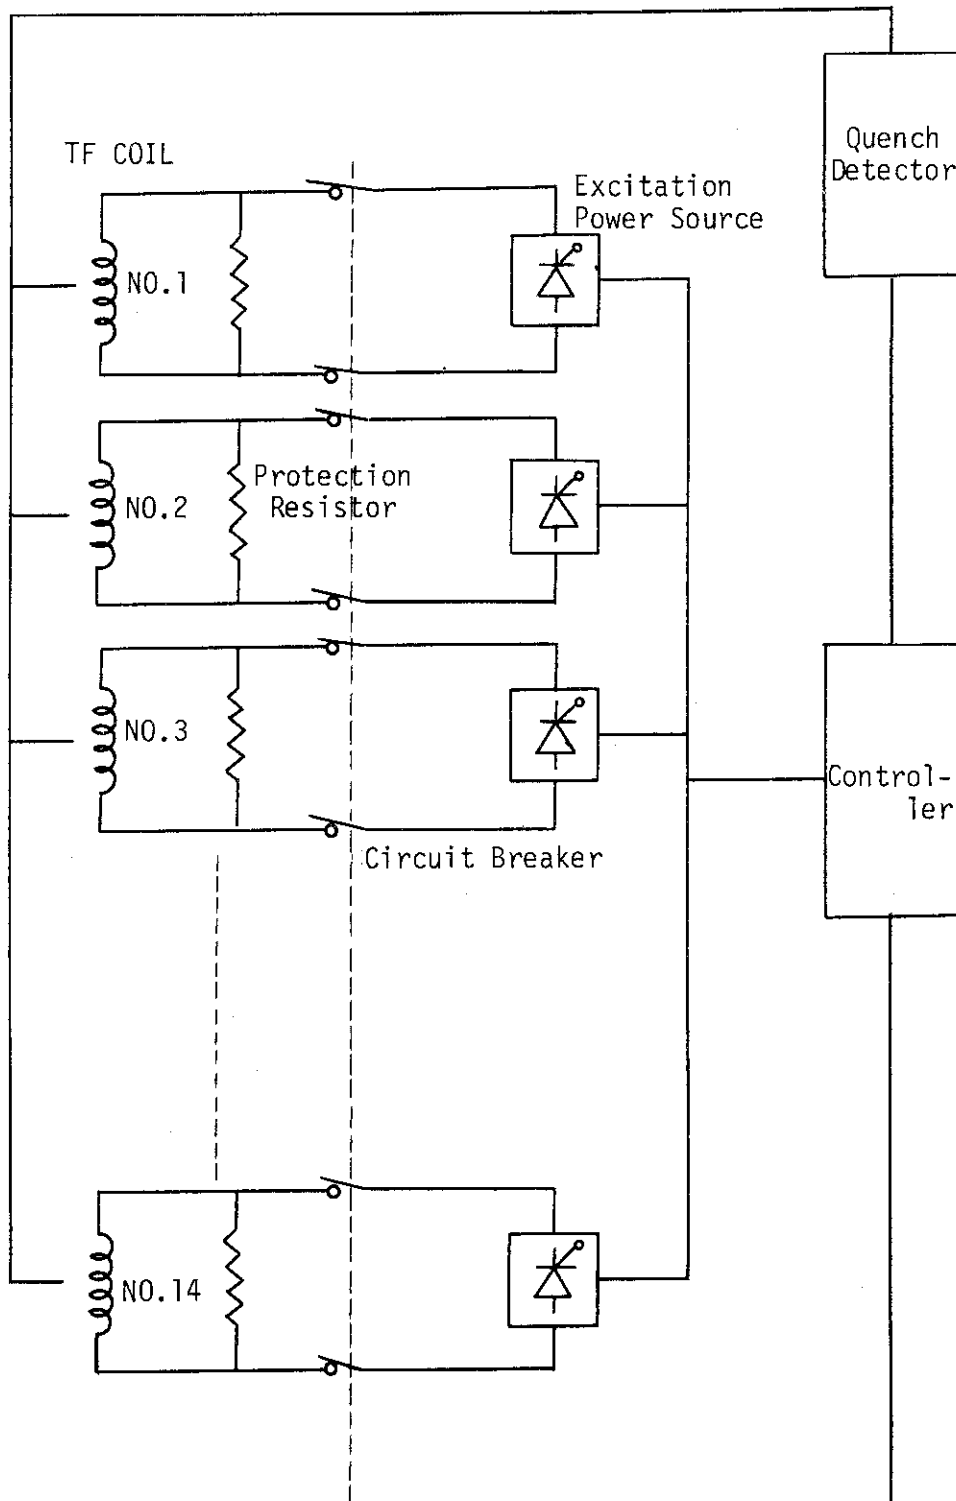 Quench
Detector
TF COIL
Excitation
Power Source
NO.1
Protection
Resistor
NO.2
NO.3
Control-
ler
Circuit Breaker
NO.14